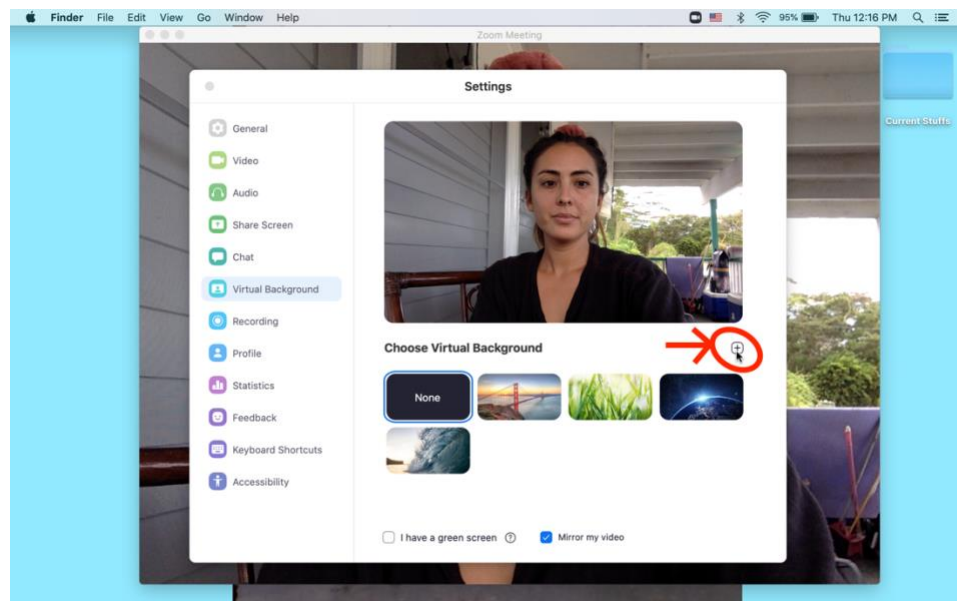 Finder File Edit View Go Window Help 95% Thu 12:16 PM
Zoom Meeting
Current Stuffs
Settings
General
Video
Audio
Share Screen
Chat
Virtual Background
Recording
Profile
Statistics
Feedback
Keyboard Shortcuts
Accessibility
Choose Virtual Background
None
I have a green screen ?
Mirror my video